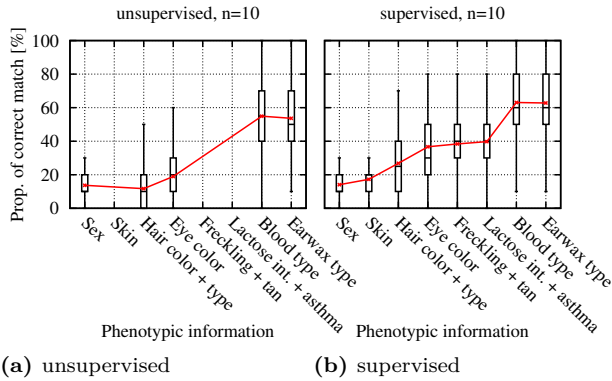 unsupervised, n=10
supervised, n=10
Prop. of correct match [%]
100
80
60
40
20
0
Sex
Skin
Hair color + type
Eye color
Freckling + tan
Lactose int. + asthma
Blood type
Earwax type
Sex
Skin
Hair color + type
Eye color
Freckling + tan
Lactose int. + asthma
Blood type
Earwax type
Phenotypic information
Phenotypic information
(a) unsupervised
(b) supervised